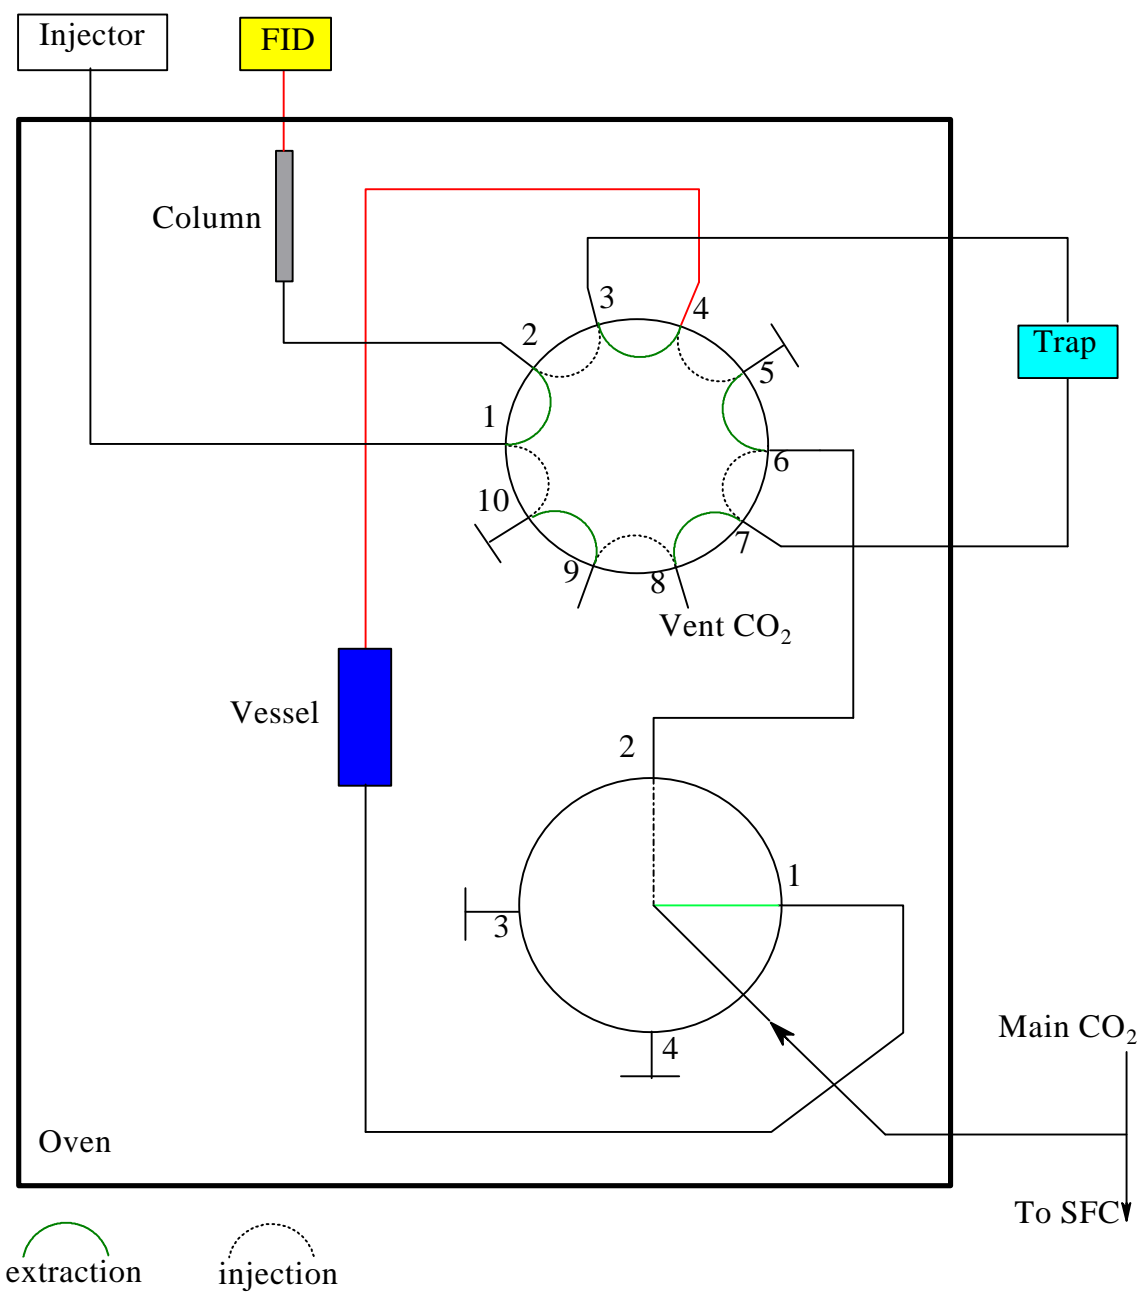 Injector
FID
Column
3
4
2
Trap
5
1
6
10
7
9
8
Vent CO₂
Vessel
2
1
3
Main CO₂
4
Oven
To SFC
extraction
injection